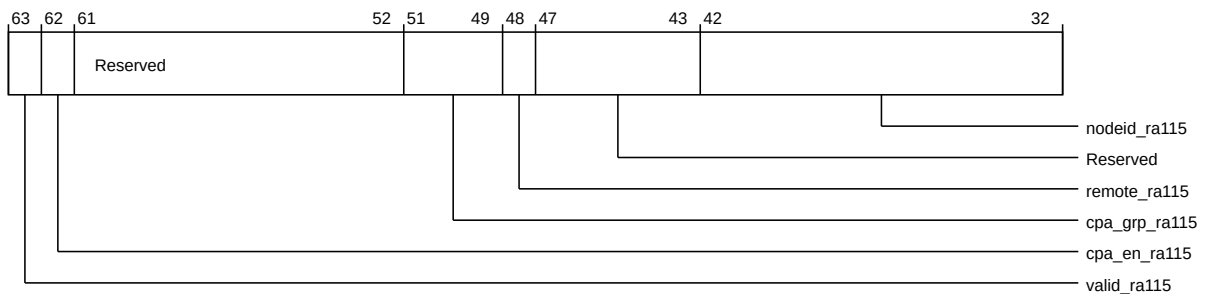 63 62 61 52 51 49 48 47 43 42 32
Reserved
nodeid_ra115
Reserved
remote_ra115
cpa_grp_ra115
cpa_en_ra115
valid_ra115